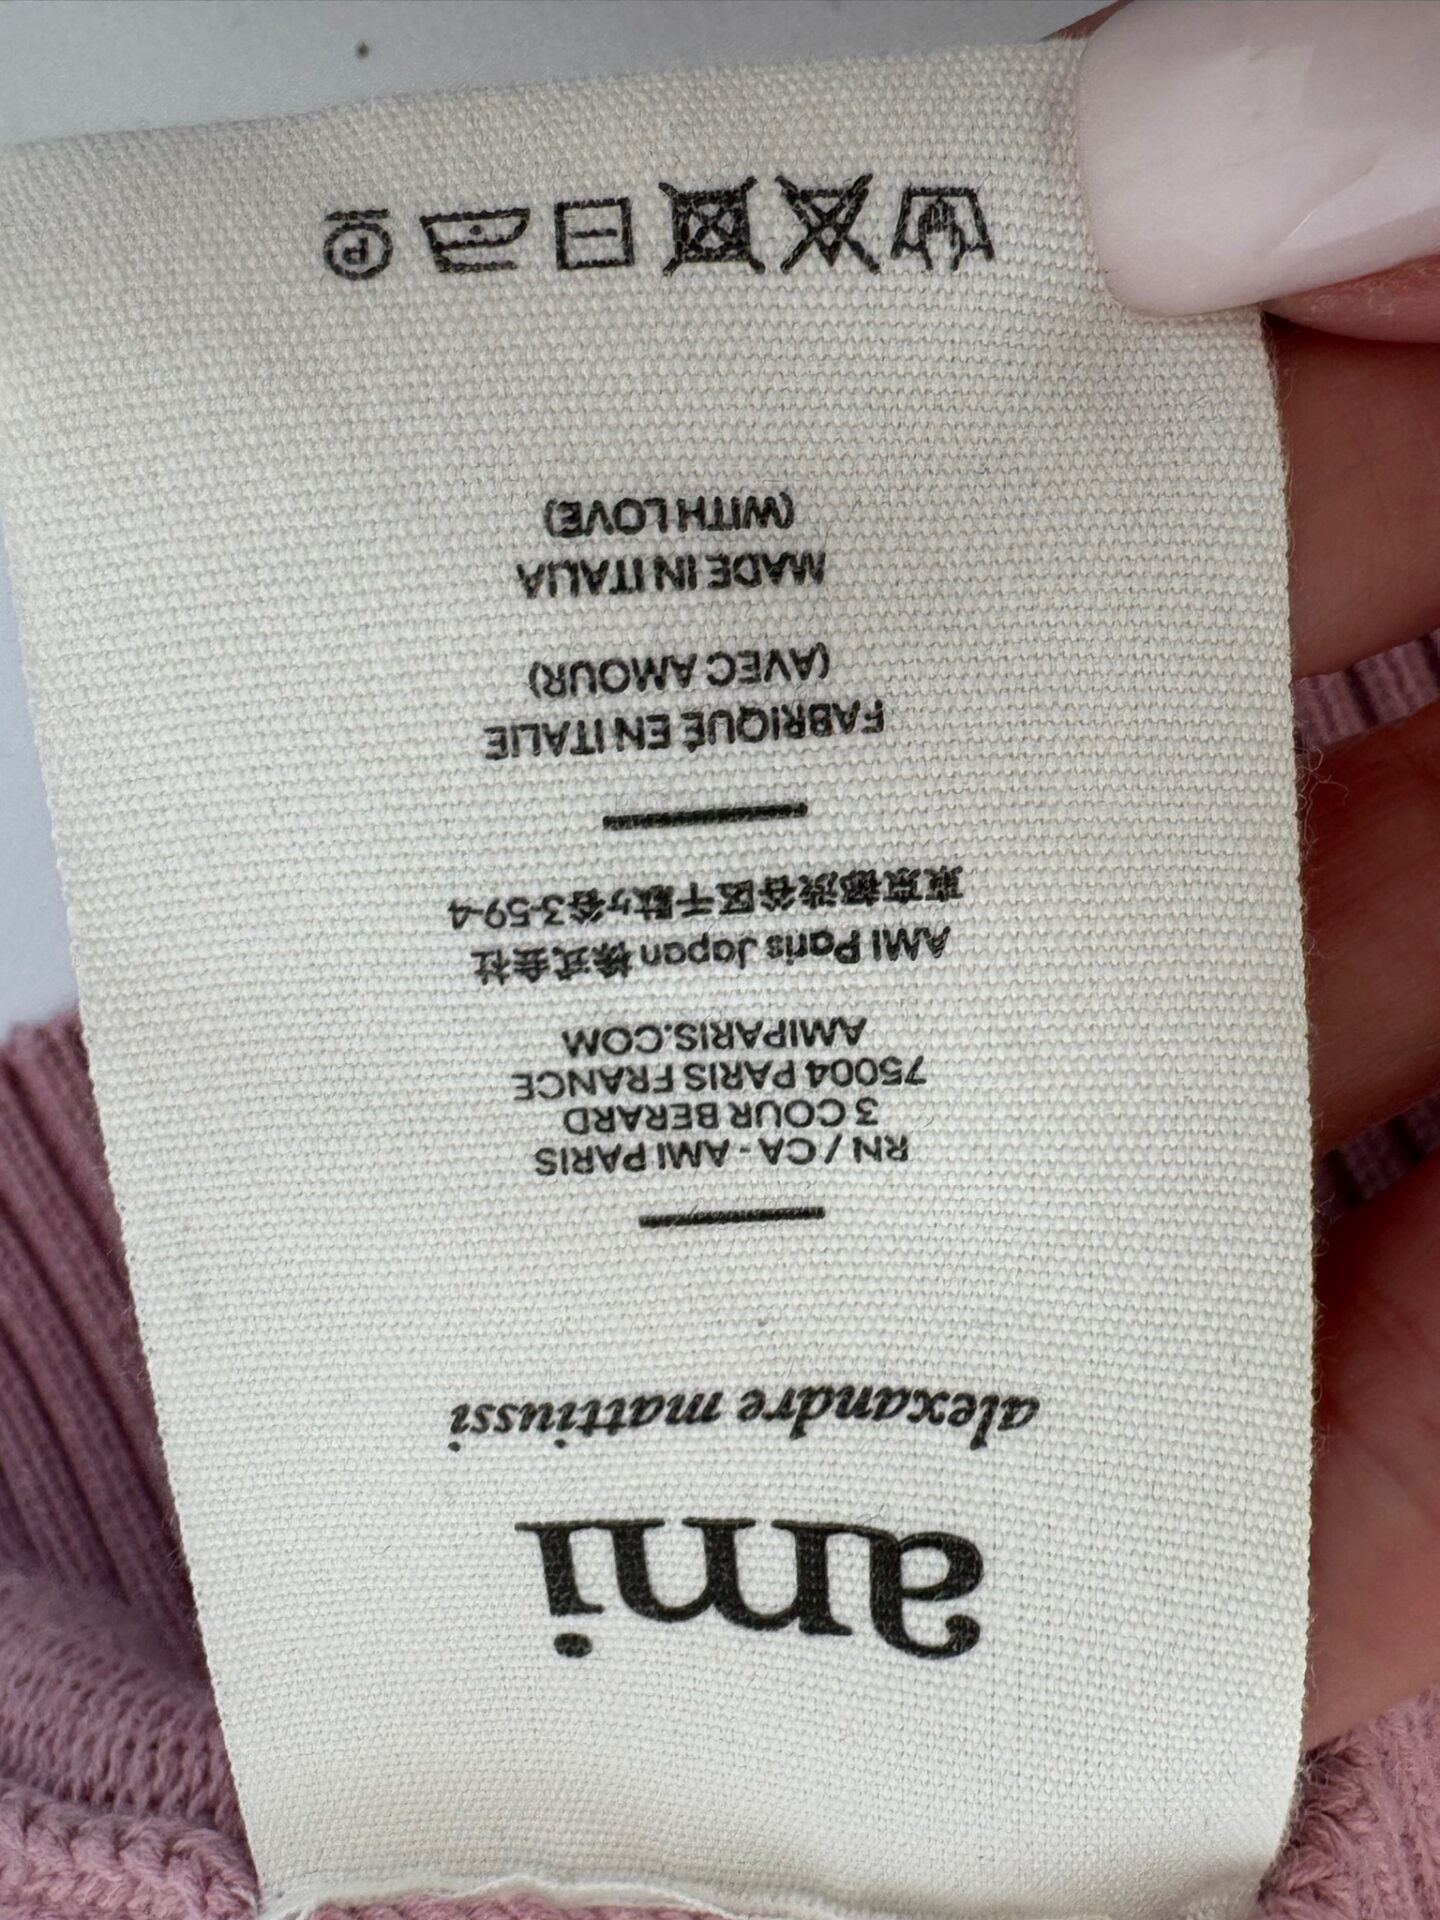 ami
alexandre mattiussi
RN / CA - AMI PARIS
3 COUR BERARD
75004 PARIS FRANCE
AMIPARIS.COM
AMI Paris Japan 株式会社
東京都渋谷区千駄ヶ谷3-59-4
FABRIQUÉ EN ITALIE
(AVEC AMOUR)
MADE IN ITALIA
(WITH LOVE)
P